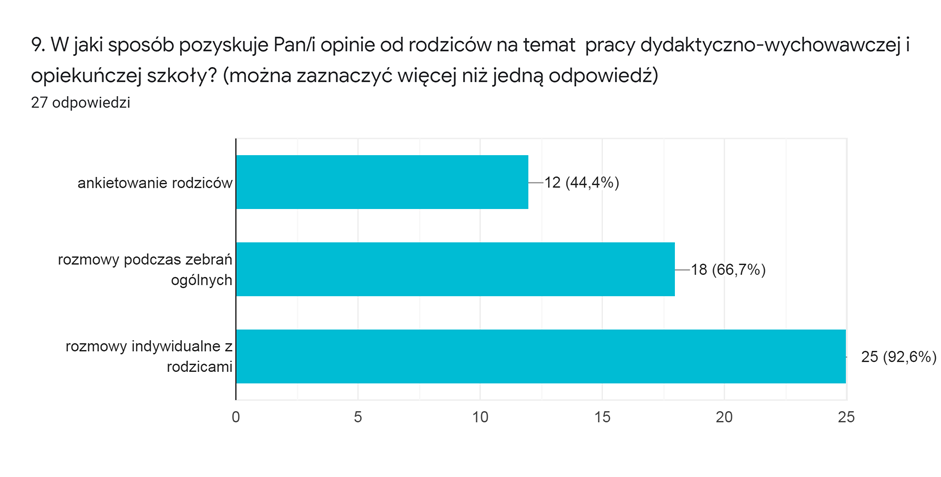 9. W jaki sposób pozyskuje Pan/i opinie od rodziców na temat  pracy dydaktyczno-wychowawczej i
opiekuńczej szkoły? (można zaznaczyć więcej niż jedną odpowiedź)
27 odpowiedzi
ankietowanie rodziców
12 (44,4%)
rozmowy podczas zebrań
ogólnych
18 (66,7%)
rozmowy indywidualne z
rodzicami
25 (92,6%)
0 5 10 15 20 25